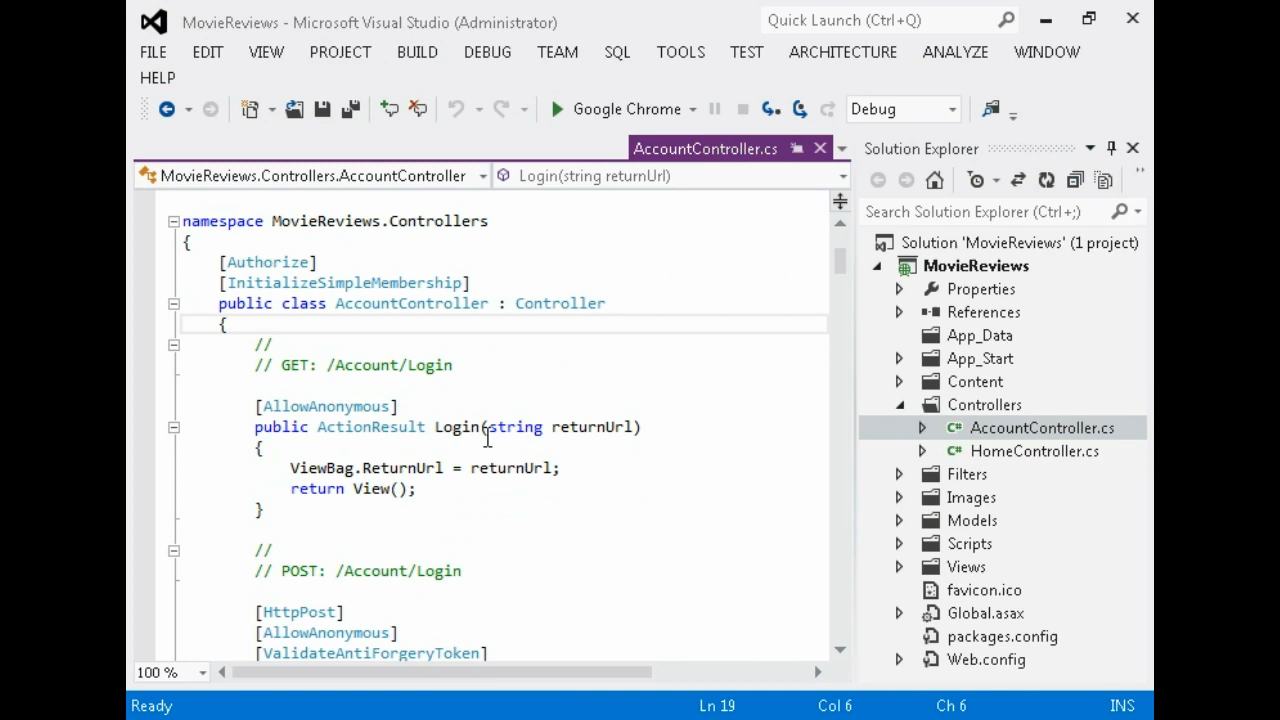 MovieReviews - Microsoft Visual Studio (Administrator)
Quick Launch (Ctrl+Q)
FILE EDIT VIEW PROJECT BUILD DEBUG TEAM SQL TOOLS TEST ARCHITECTURE ANALYZE WINDOW
HELP
Google Chrome
Debug
AccountController.cs
MovieReviews.Controllers.AccountController
Login(string returnUrl)
namespace MovieReviews.Controllers
{
[Authorize]
[InitializeSimpleMembership]
public class AccountController : Controller
{
//
// GET: /Account/Login
[AllowAnonymous]
public ActionResult Login(string returnUrl)
{
ViewBag.ReturnUrl = returnUrl;
return View();
}
//
// POST: /Account/Login
[HttpPost]
[AllowAnonymous]
[ValidateAntiForgeryToken]
100 %
Solution Explorer
Search Solution Explorer (Ctrl+;)
Solution 'MovieReviews' (1 project)
MovieReviews
Properties
References
App_Data
App_Start
Content
Controllers
C# AccountController.cs
C# HomeController.cs
Filters
Images
Models
Scripts
Views
favicon.ico
Global.asax
packages.config
Web.config
Ready Ln 19 Col 6 Ch 6 INS